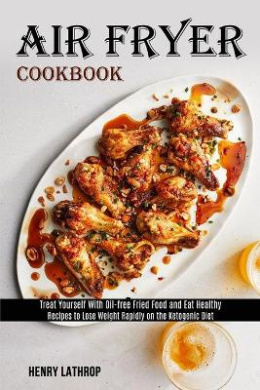 AIR FRYER
COOKBOOK
Treat Yourself With Oil-free Fried Food and Eat Healthy
Recipes to Lose Weight Rapidly on the Ketogenic Diet
HENRY LATHROP